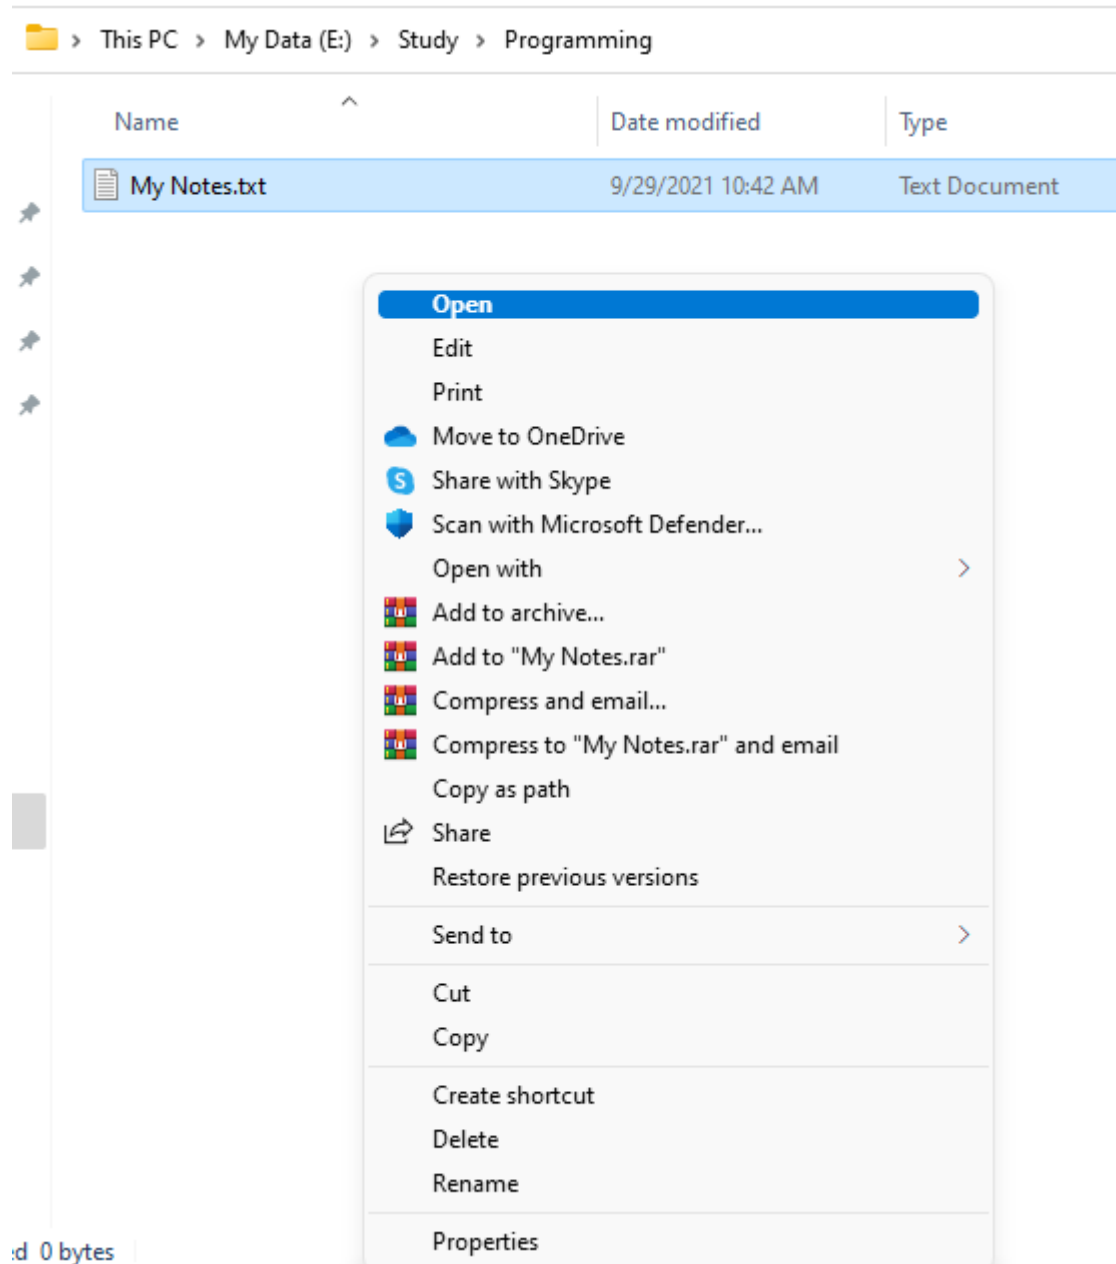 This PC > My Data (E:) > Study > Programming
Name Date modified Type
My Notes.txt 9/29/2021 10:42 AM Text Document
Open
Edit
Print
Move to OneDrive
Share with Skype
Scan with Microsoft Defender...
Open with
Add to archive...
Add to "My Notes.rar"
Compress and email...
Compress to "My Notes.rar" and email
Copy as path
Share
Restore previous versions
Send to
Cut
Copy
Create shortcut
Delete
Rename
Properties
0 bytes